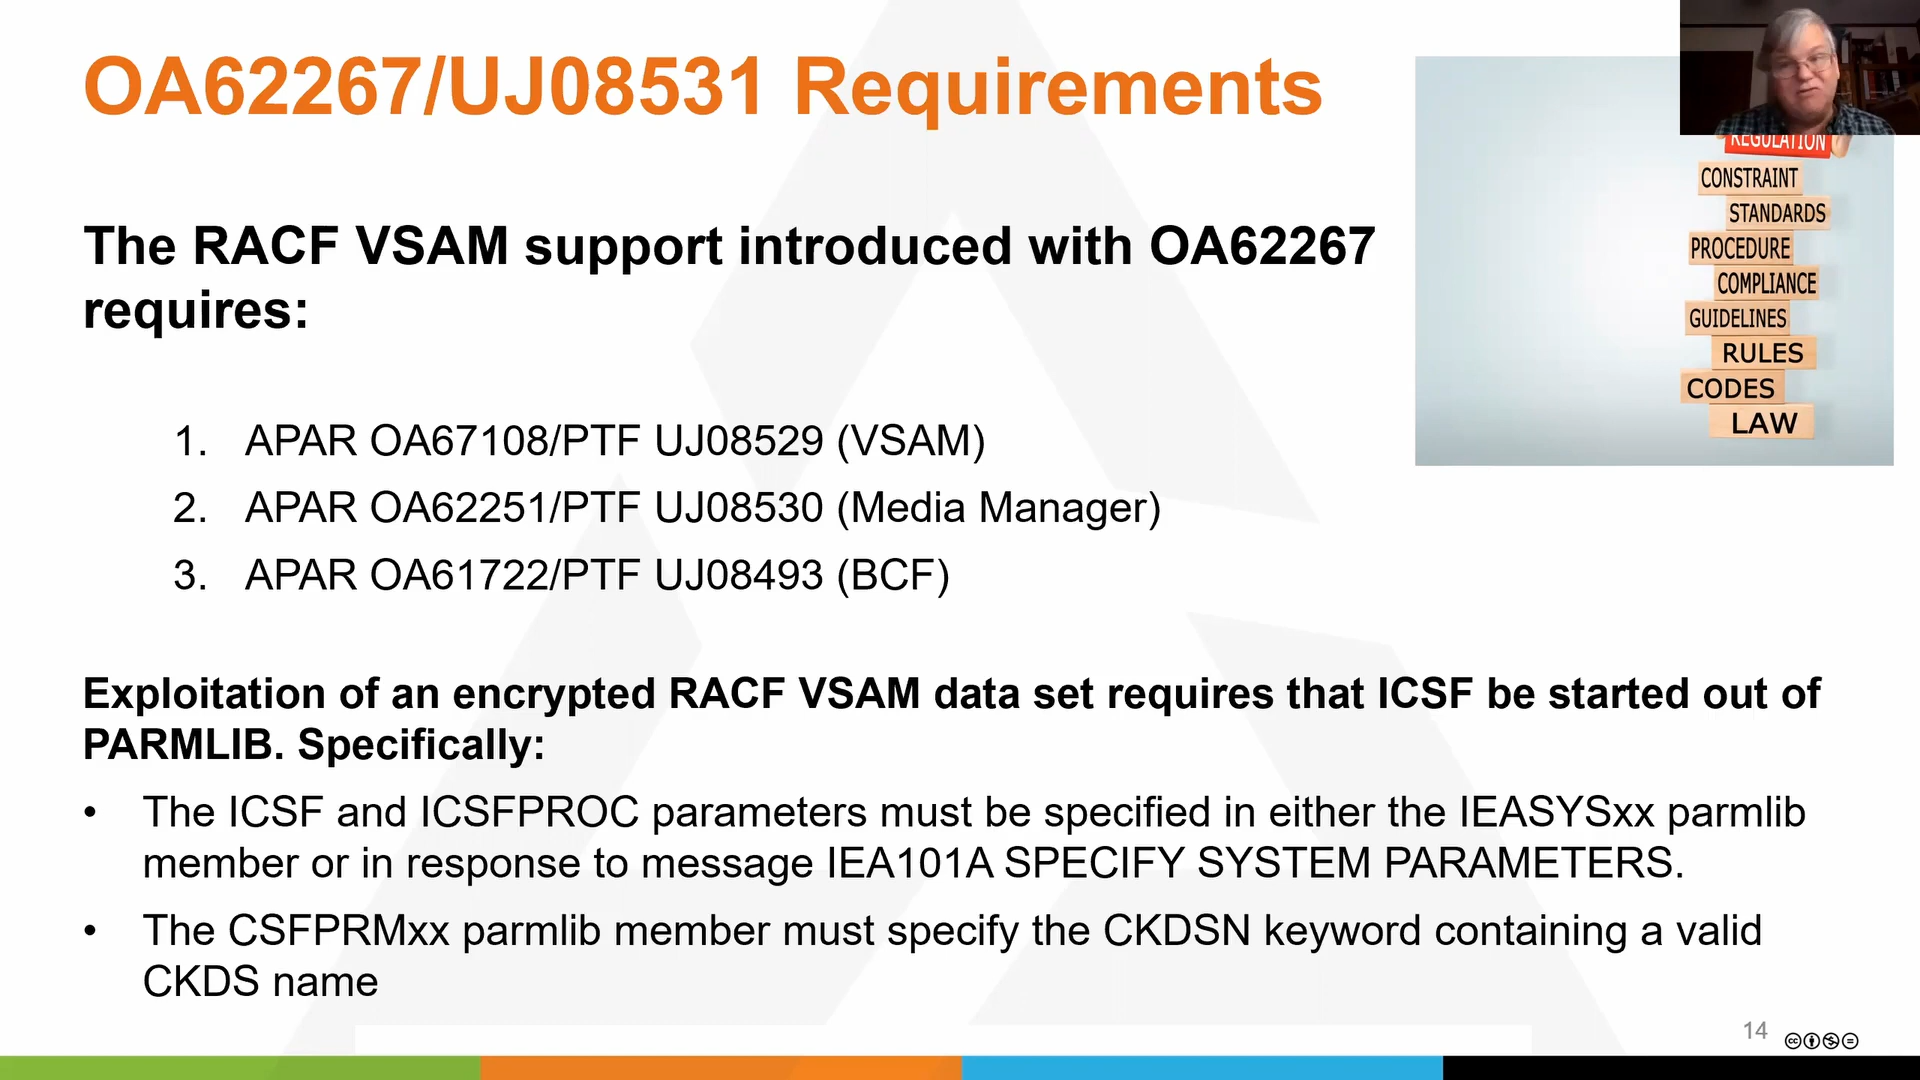 OA62267/UJ08531 Requirements
The RACF VSAM support introduced with OA62267
requires:
1. APAR OA67108/PTF UJ08529 (VSAM)
2. APAR OA62251/PTF UJ08530 (Media Manager)
3. APAR OA61722/PTF UJ08493 (BCF)
Exploitation of an encrypted RACF VSAM data set requires that ICSF be started out of
PARMLIB. Specifically:
• The ICSF and ICSFPROC parameters must be specified in either the IEASYSxx parmlib
member or in response to message IEA101A SPECIFY SYSTEM PARAMETERS.
• The CSFPRMxx parmlib member must specify the CKDSN keyword containing a valid
CKDS name
REGULATION
CONSTRAINT
STANDARDS
PROCEDURE
COMPLIANCE
GUIDELINES
RULES
CODES
LAW
14